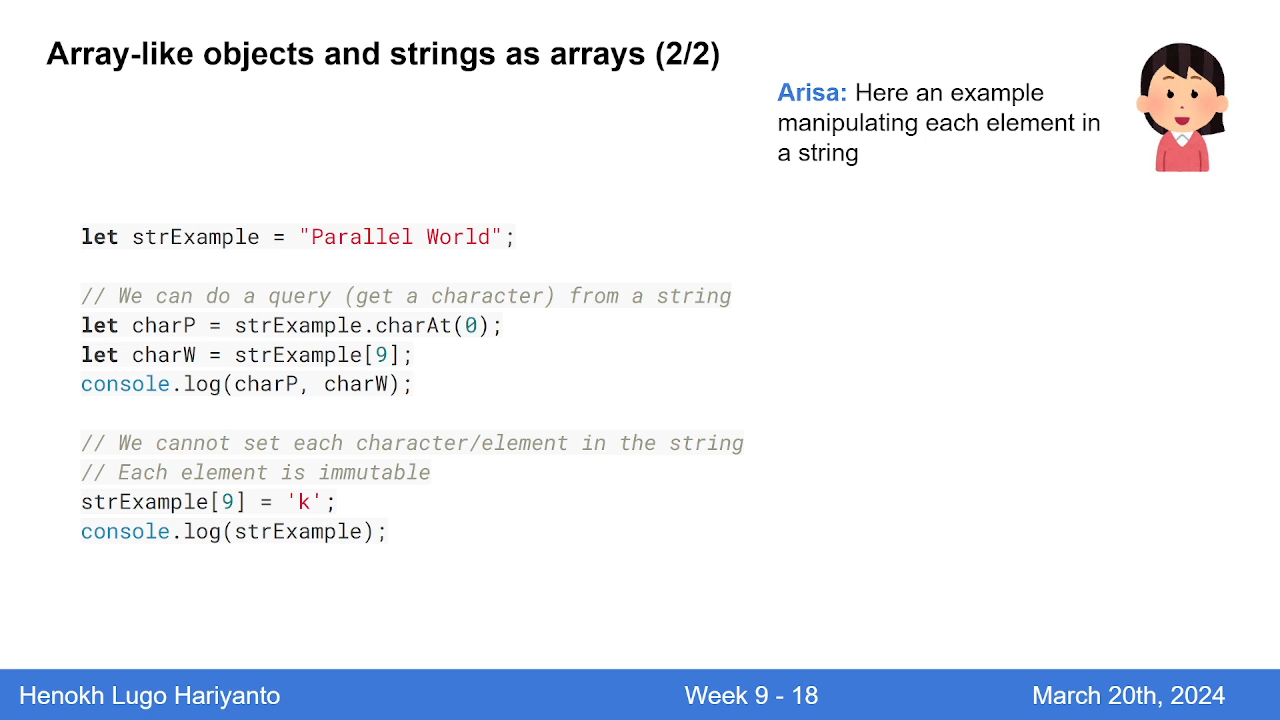 Array-like objects and strings as arrays (2/2)
Arisa: Here an example
manipulating each element in
a string
let strExample = "Parallel World";
// We can do a query (get a character) from a string
let charP = strExample.charAt(0);
let charW = strExample[9];
console.log(charP, charW);
// We cannot set each character/element in the string
// Each element is immutable
strExample[9] = 'k';
console.log(strExample);
Henokh Lugo Hariyanto
Week 9 - 18
March 20th, 2024